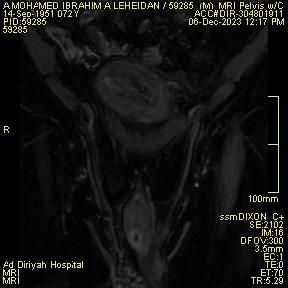 A MOHAMED IBRAHIM A LEHEIDAN / 59285 (M) MRI Pelvis w/C
14-Sep-1951 072Y ACC#DIR-304801911
PID:59285 06-Dec-2023 12:17 PM
59285
R
100mm
ssmDIXON C+
SE:2102
IM:16
DFOV:300
3.5mm
EC:1
Ad Diriyah Hospital TE:0
MRI ET:70
MRI TR:5.29